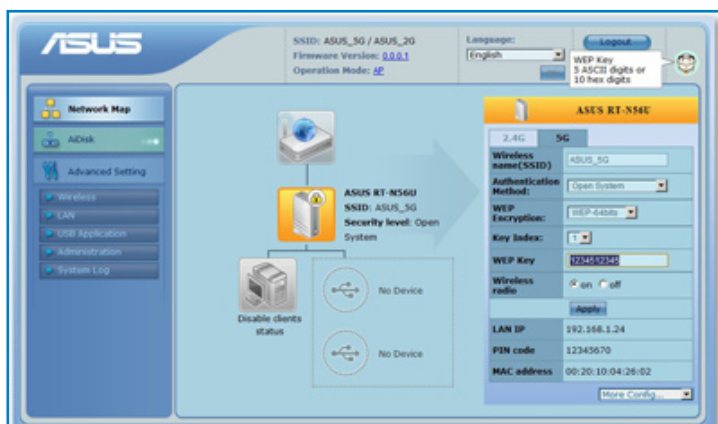 ASUS
SSID: ASUS_5G / ASUS_2G
Firmware Version: 0.0.0.1
Operation Mode: AP
Language:
English
Logout
WEP Key
5 ASCII digits or
10 hex digits
Network Map
AiDisk
Advanced Setting
Wireless
LAN
USB Application
Administration
System Log
ASUS RT-N56U
SSID: ASUS_5G
Security level: Open
System
Disable clients
status
No Device
No Device
ASUS RT-N56U
2.4G 5G
Wireless
name(SSID) ASUS_5G
Authentication
Method: Open System
WEP
Encryption: WEP-64bits
Key Index: 1
WEP Key 1234512345
Wireless
radio on off
Apply
LAN IP 192.168.1.24
PIN code 12345670
MAC address 00:20:10:04:26:02
More Config...